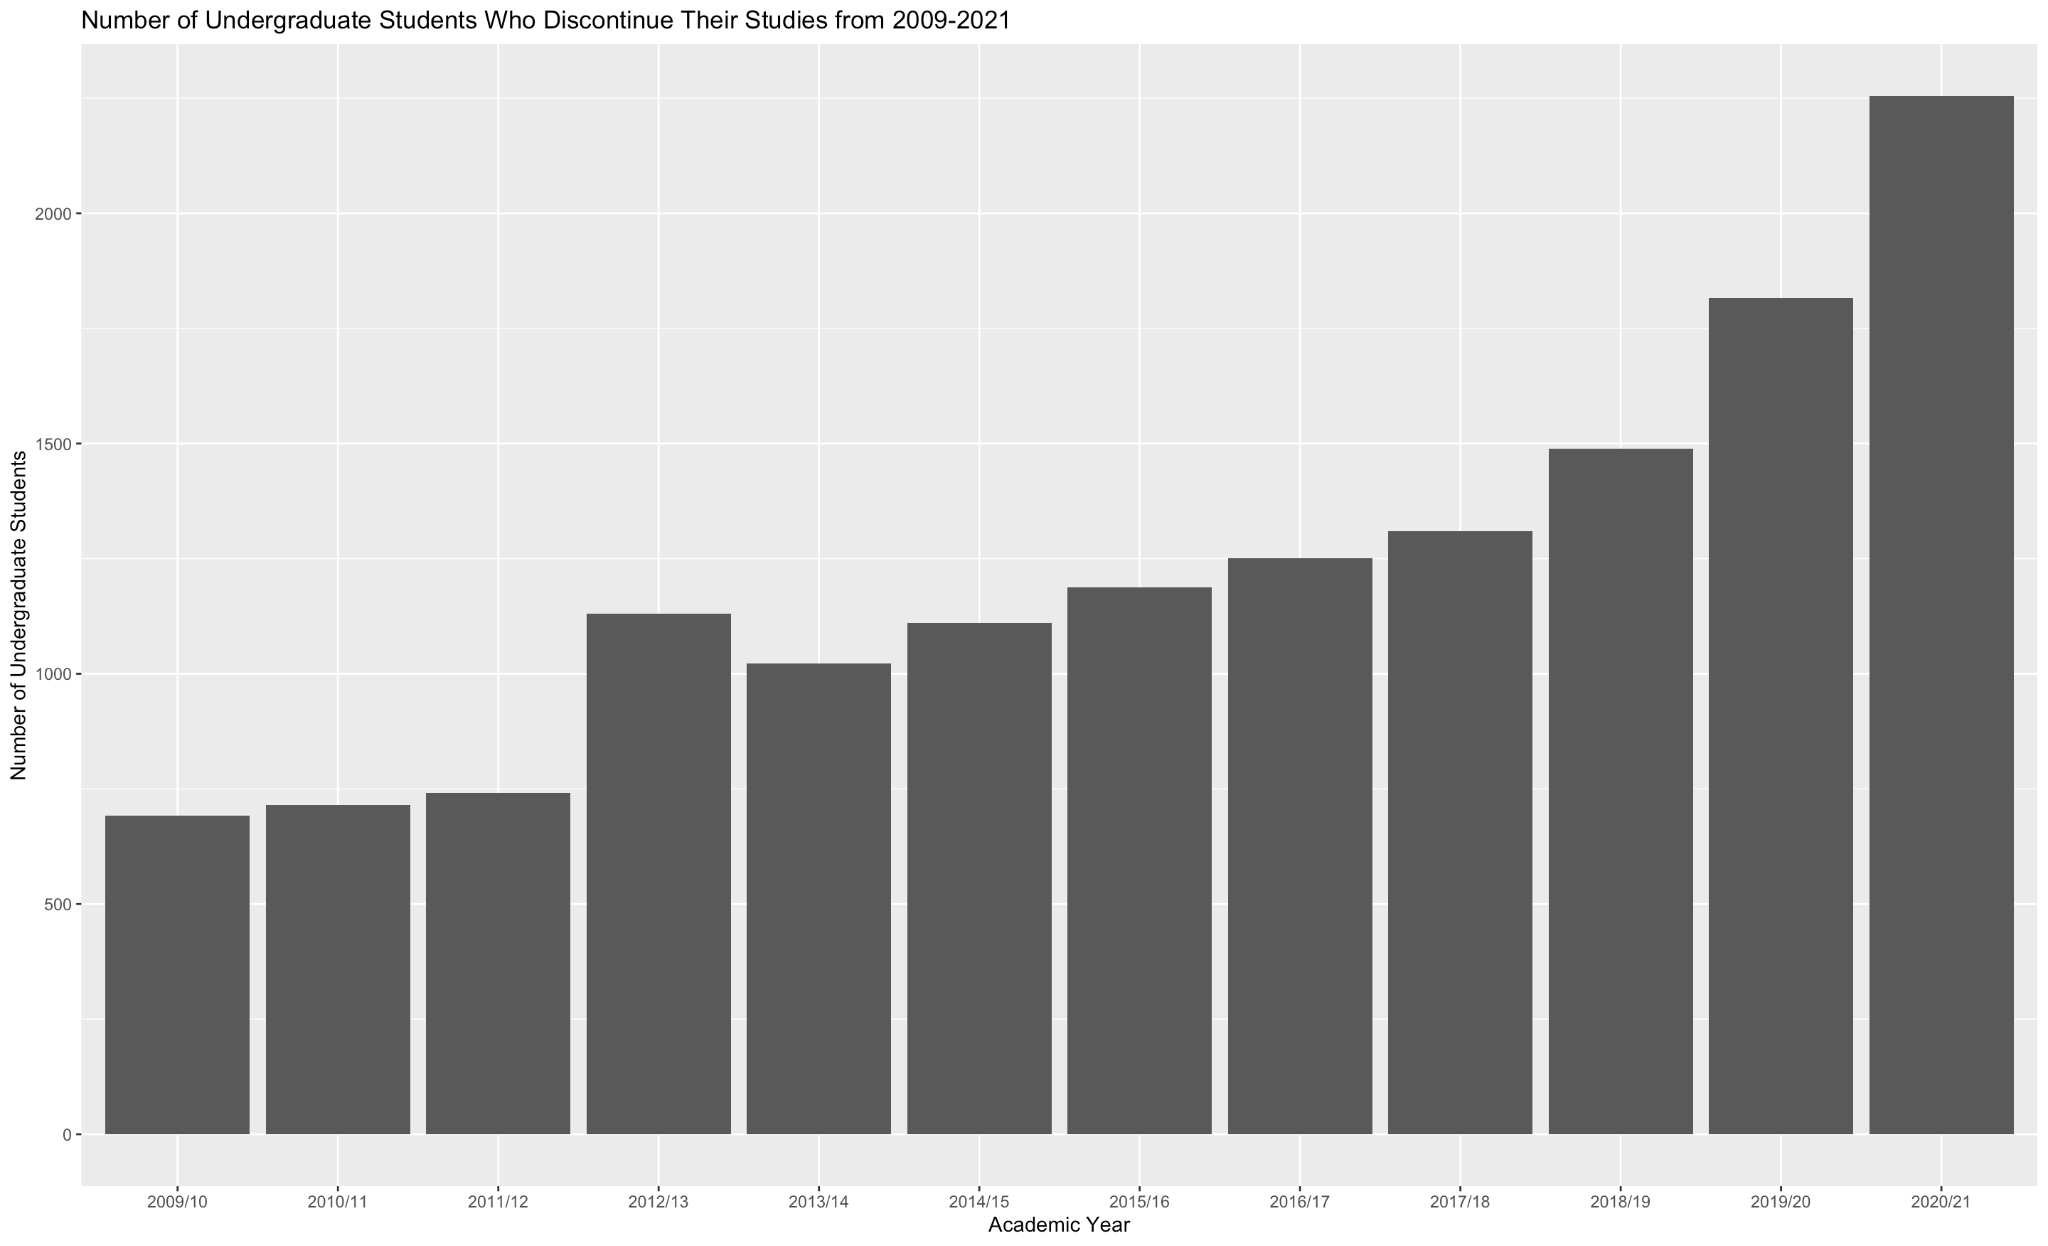 Number of Undergraduate Students Who Discontinue Their Studies from 2009-2021
Number of Undergraduate Students
2000
1500
1000
500
0
2009/10 2010/11 2011/12 2012/13 2013/14 2014/15 2015/16 2016/17 2017/18 2018/19 2019/20 2020/21
Academic Year